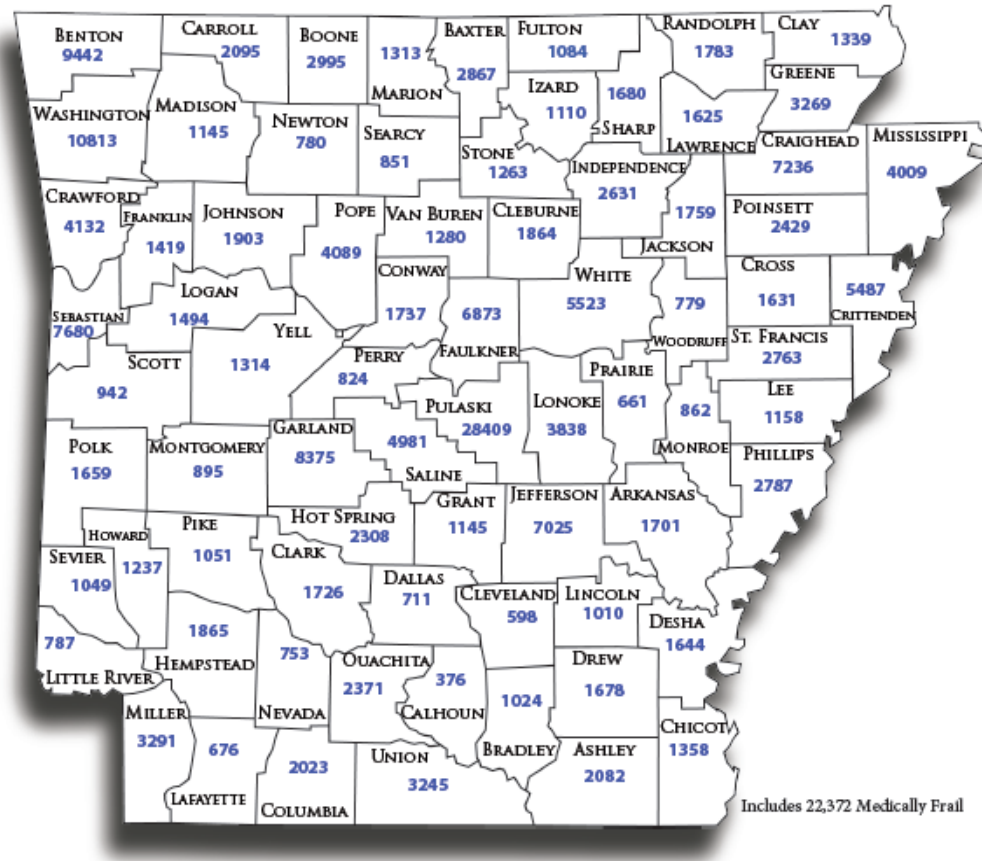 BENTON
9442
CARROLL
2095
BOONE
2995
1313
MARION
BAXTER
2867
FULTON
1084
RANDOLPH
1783
CLAY
1339
WASHINGTON
10813
MADISON
1145
NEWTON
780
SEARCY
851
STONE
1263
IZARD
1110
1680
SHARP
1625
LAWRENCE
GREENE
3269
CRAIGHEAD
7236
MISSISSIPPI
4009
INDEPENDENCE
2631
1759
JACKSON
POINSETT
2429
CRAWFORD
4132
FRANKLIN
1419
JOHNSON
1903
POPE
4089
VAN BUREN
1280
CLEBURNE
1864
CONWAY
1737
6873
FAULKNER
WHITE
5523
779
WOODRUFF
CROSS
1631
5487
CRITTENDEN
SEBASTIAN
7680
LOGAN
1494
YELL
1314
SCOTT
942
PERRY
824
PULASKI
28409
LONOKE
3838
PRAIRIE
661
862
MONROE
ST. FRANCIS
2763
LEE
1158
PHILLIPS
2787
POLK
1659
MONTGOMERY
895
GARLAND
8375
4981
SALINE
HOT SPRING
2308
GRANT
1145
JEFFERSON
7025
ARKANSAS
1701
HOWARD
1237
SEVIER
1049
PIKE
1051
CLARK
1726
DALLAS
711
CLEVELAND
598
LINCOLN
1010
DESHA
1644
787
LITTLE RIVER
1865
HEMPSTEAD
753
NEVADA
OUACHITA
2371
376
CALHOUN
1024
BRADLEY
DREW
1678
CHICOT
1358
MILLER
3291
676
LAFAYETTE
2023
COLUMBIA
UNION
3245
ASHLEY
2082
Includes 22,372 Medically Frail